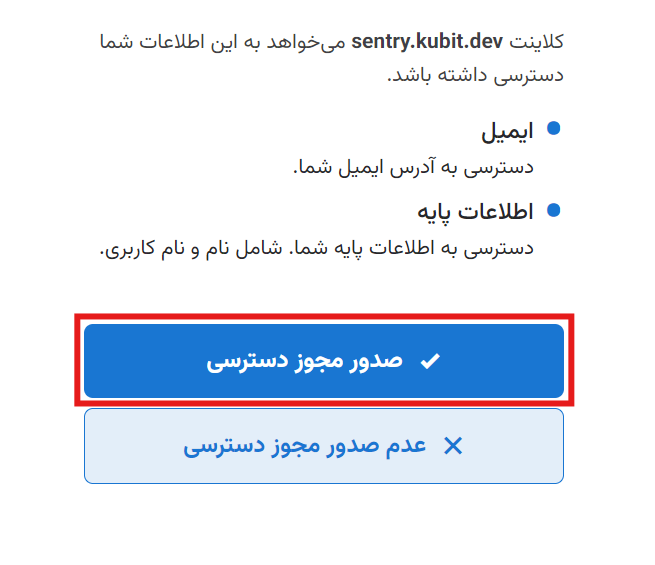 کلاینت sentry.kubit.dev می‌خواهد به این اطلاعات شما
دسترسی داشته باشد.
ایمیل
دسترسی به آدرس ایمیل شما.
اطلاعات پایه
دسترسی به اطلاعات پایه شما. شامل نام و نام کاربری.
صدور مجوز دسترسی
عدم صدور مجوز دسترسی